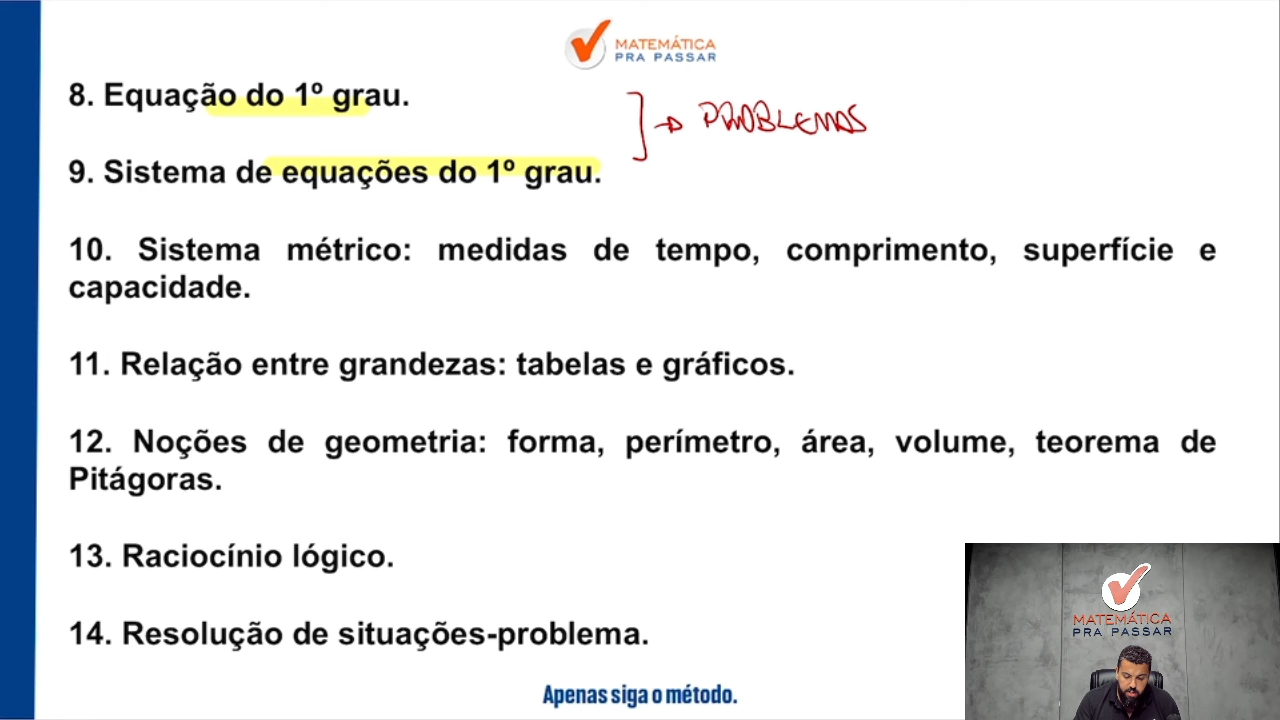 MATEMÁTICA
PRA PASSAR
8. Equação do 1º grau.
PROBLEMAS
9. Sistema de equações do 1º grau.
10. Sistema métrico: medidas de tempo, comprimento, superfície e
capacidade.
11. Relação entre grandezas: tabelas e gráficos.
12. Noções de geometria: forma, perímetro, área, volume, teorema de
Pitágoras.
13. Raciocínio lógico.
14. Resolução de situações-problema.
MATEMÁTICA
PRA PASSAR
Apenas siga o método.